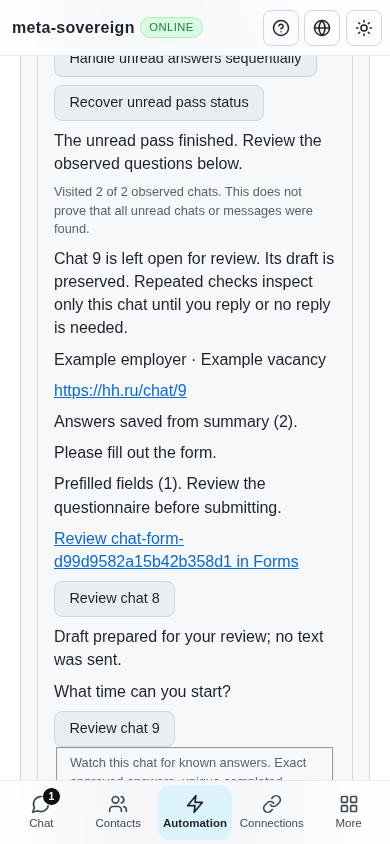 meta-sovereign ONLINE
Handle unread answers sequentially
Recover unread pass status
The unread pass finished. Review the
observed questions below.
Visited 2 of 2 observed chats. This does not
prove that all unread chats or messages were
found.
Chat 9 is left open for review. Its draft is
preserved. Repeated checks inspect
only this chat until you reply or no reply
is needed.
Example employer · Example vacancy
https://hh.ru/chat/9
Answers saved from summary (2).
Please fill out the form.
Prefilled fields (1). Review the
questionnaire before submitting.
Review chat-form-
d99d9582a15b42b358d1 in Forms
Review chat 8
Draft prepared for your review; no text
was sent.
What time can you start?
Review chat 9
Watch this chat for known answers. Exact
approved answers, unique completed
1
Chat Contacts Automation Connections More